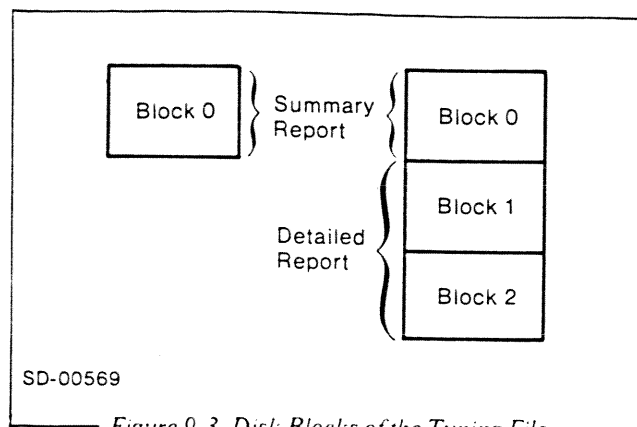 Block 0
Summary
Report
Block 0
Block 1
Detailed
Report
Block 2
SD-00569
Figure 9-3. Disk Blocks of the Tuning File